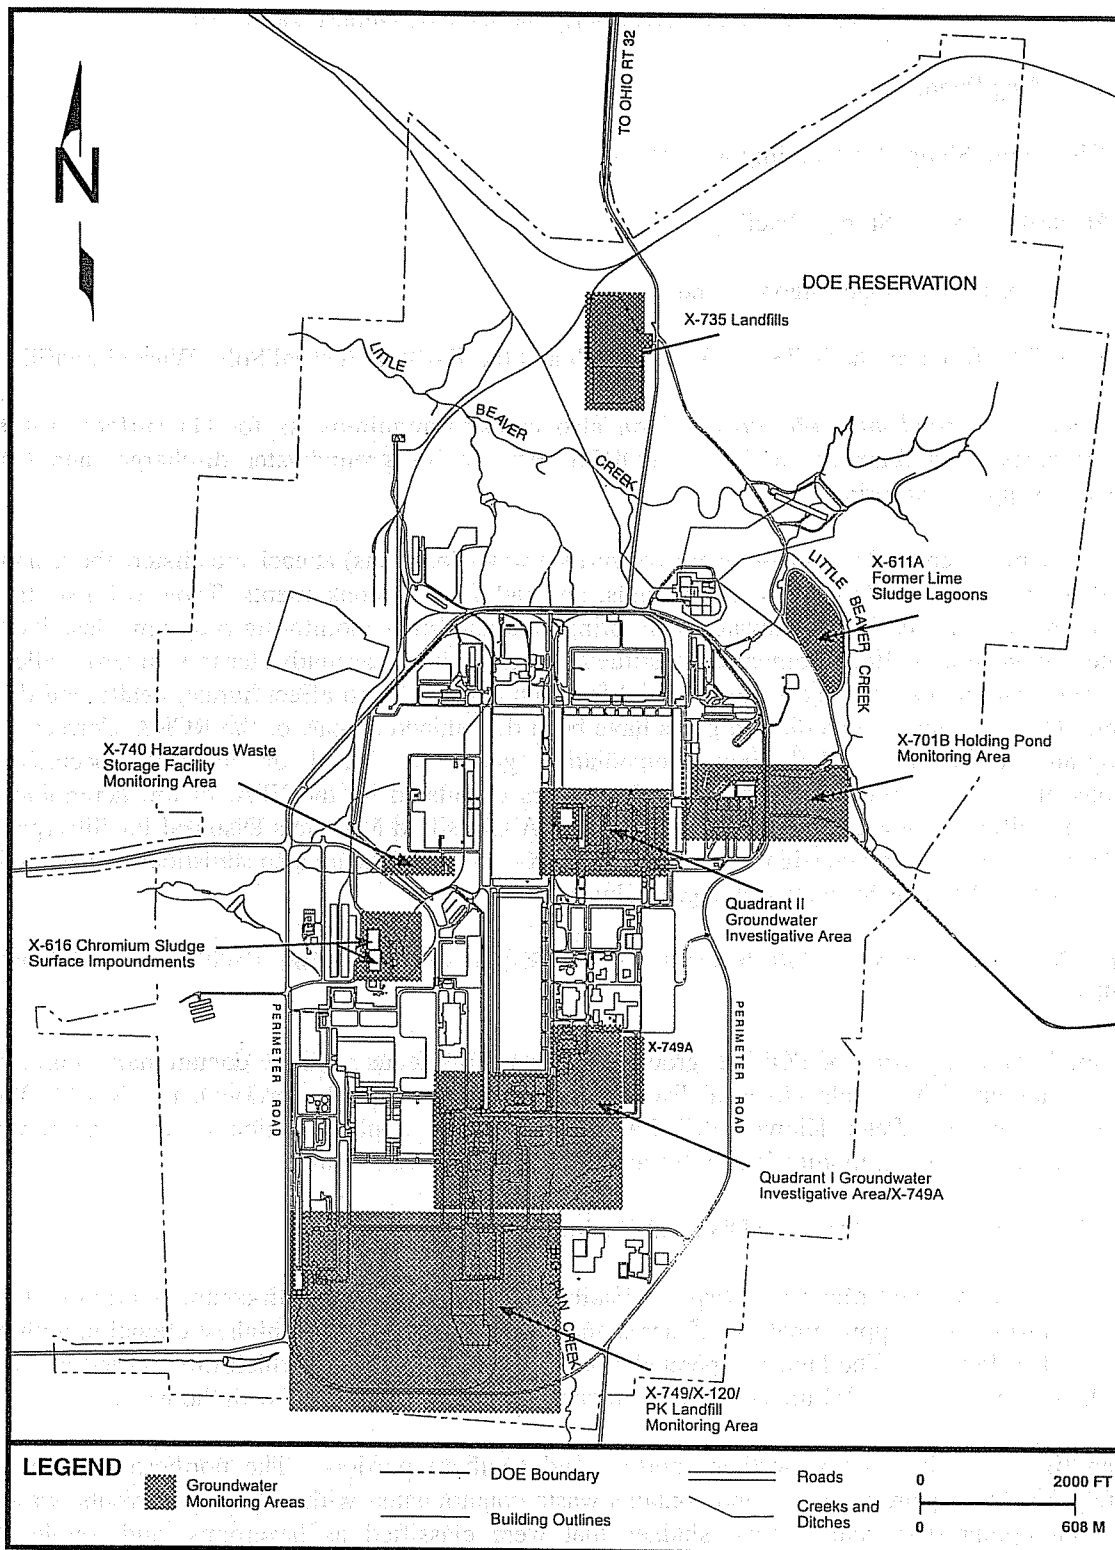 TO OHIO RT 32
N
DOE RESERVATION
X-735 Landfills
LITTLE
BEAVER
CREEK
X-611A
Former Lime
Sludge Lagoons
LITTLE BEAVER CREEK
X-740 Hazardous Waste
Storage Facility
Monitoring Area
X-701B Holding Pond
Monitoring Area
Quadrant II
Groundwater
Investigative Area
X-616 Chromium Sludge
Surface Impoundments
PERIMETER ROAD
PERIMETER ROAD
X-749A
Quadrant I Groundwater
Investigative Area/X-749A
RUN CREEK
X-749/X-120/
PK Landfill
Monitoring Area
LEGEND
Groundwater
Monitoring Areas
DOE Boundary
Building Outlines
Roads
Creeks and
Ditches
0 2000 FT
0 608 M